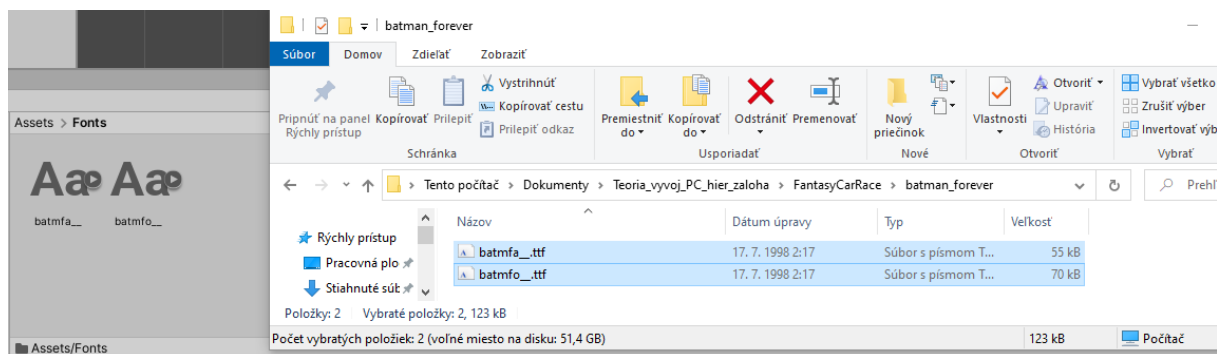 batman_forever
Súbor Domov Zdieľať Zobraziť
Pripnúť na panel Rýchly prístup
Kopírovať
Prilepiť
Vystrihnúť
Kopírovať cestu
Prilepiť odkaz
Schránka
Premiestniť do
Kopírovať do
Odstrániť
Premenovať
Usporiadať
Nový priečinok
Nové
Vlastnosti
Otvoriť
Upraviť
História
Otvoriť
Vybrať všetko
Zrušiť výber
Invertovať výb
Vybrať
Assets > Fonts
Aa Aa
batmfa__ batmfo__
Assets/Fonts
Tento počítač > Dokumenty > Teoria_vyvoj_PC_hier_zaloha > FantasyCarRace > batman_forever
Prehľ
Rýchly prístup
Pracovná plo
Stiahnuté súb
Názov Dátum úpravy Typ Veľkosť
batmfa__.ttf 17. 7. 1998 2:17 Súbor s písmom T... 55 kB
batmfo__.ttf 17. 7. 1998 2:17 Súbor s písmom T... 70 kB
Položky: 2 Vybraté položky: 2, 123 kB
Počet vybratých položiek: 2 (voľné miesto na disku: 51,4 GB) 123 kB Počítač